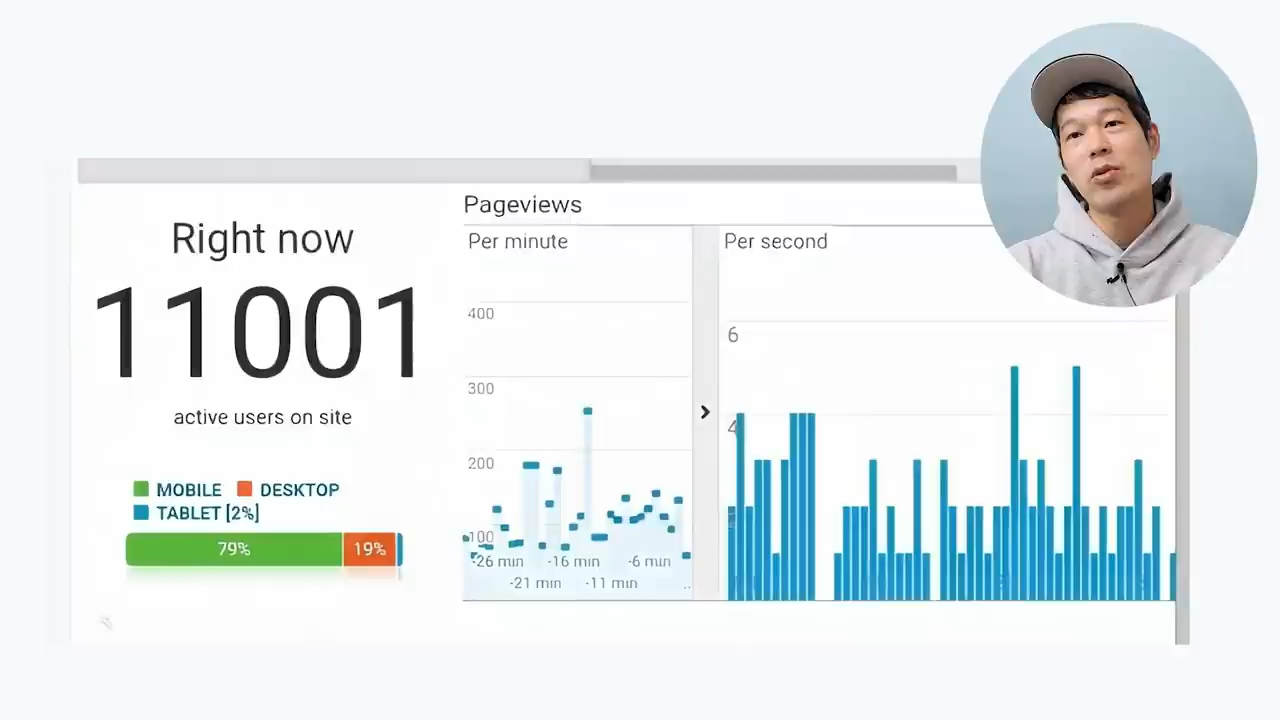 Right now
11001
active users on site
MOBILE DESKTOP
TABLET [2%]
79% 19%
Pageviews
Per minute
400
300
200
100
-26 min -16 min -6 min
-21 min -11 min ..
Per second
6
4